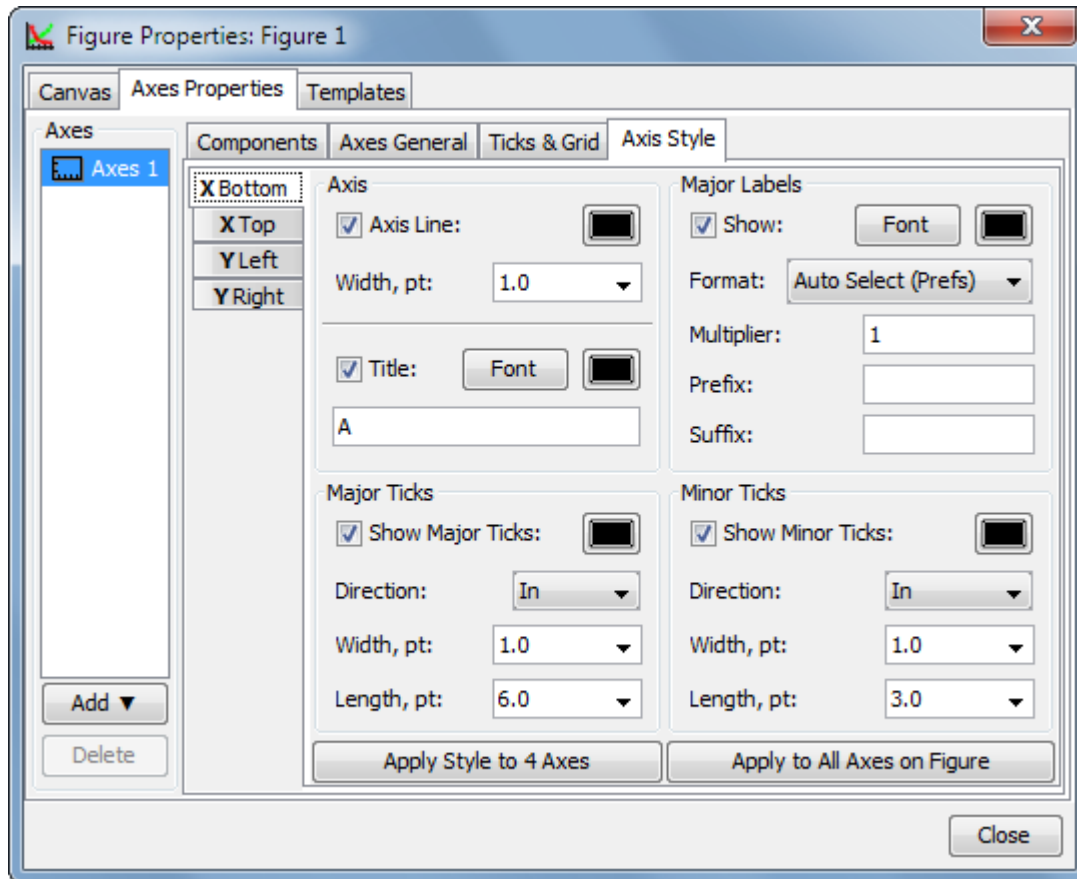 Figure Properties: Figure 1
Canvas Axes Properties Templates
Axes
Axes 1
Add ▼
Delete
Components Axes General Ticks & Grid Axis Style
X Bottom
X Top
Y Left
Y Right
Axis
Axis Line:
Width, pt: 1.0
Title: Font
A
Major Labels
Show: Font
Format: Auto Select (Prefs)
Multiplier: 1
Prefix:
Suffix:
Major Ticks
Show Major Ticks:
Direction: In
Width, pt: 1.0
Length, pt: 6.0
Minor Ticks
Show Minor Ticks:
Direction: In
Width, pt: 1.0
Length, pt: 3.0
Apply Style to 4 Axes
Apply to All Axes on Figure
Close